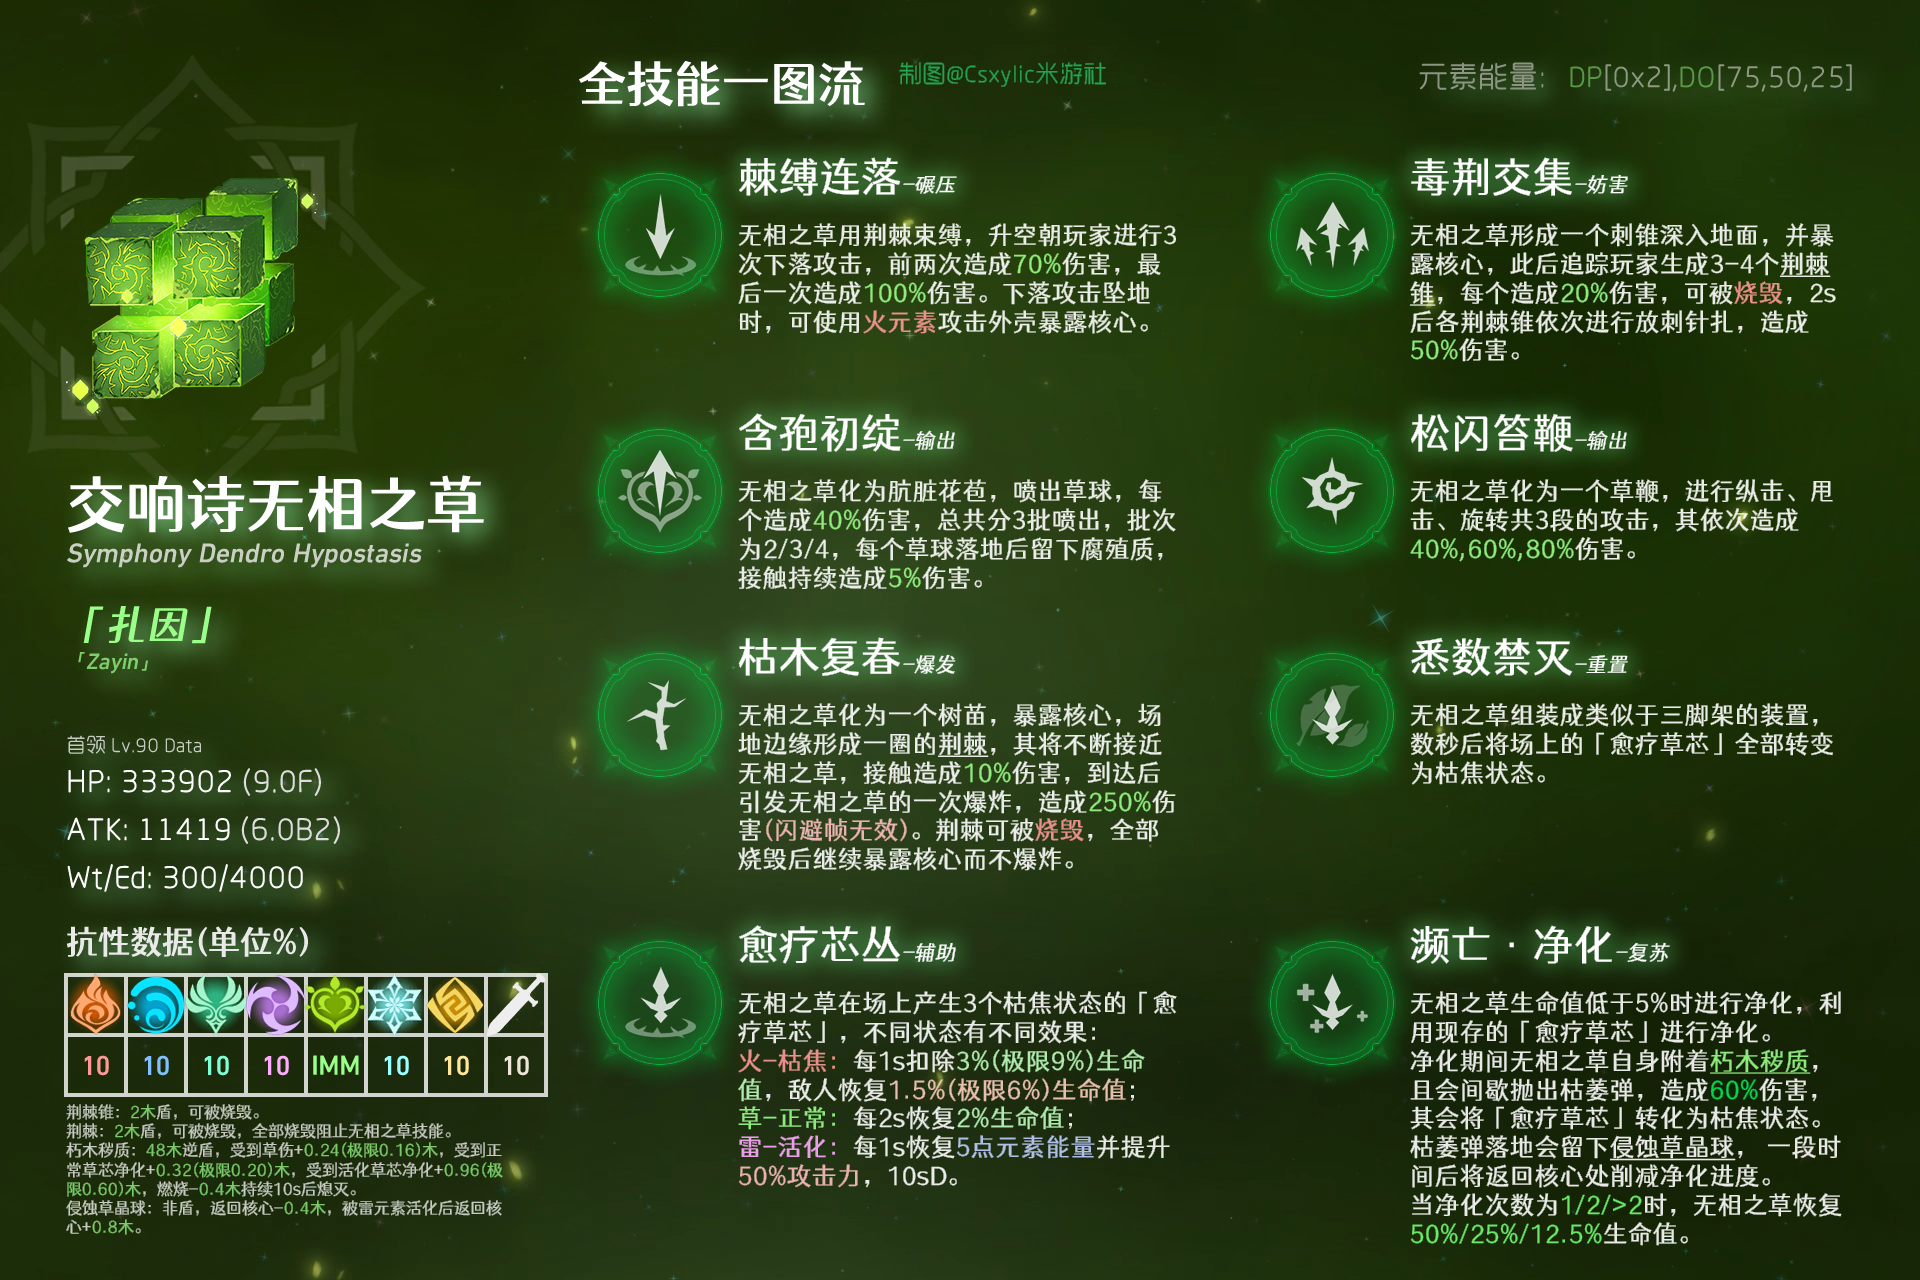 全技能一图流
制图@Csxylic米游社
元素能量： DP[0x2],DO[75,50,25]
交响诗无相之草
Symphony Dendro Hypostasis
「扎因」
「Zayin」
首领 Lv.90 Data
HP: 333902 (9.0F)
ATK: 11419 (6.0B2)
Wt/Ed: 300/4000
抗性数据(单位%)
10 10 10 10 IMM 10 10 10
荆棘锥：2木盾，可被烧毁。
荆棘：2木盾，可被烧毁，全部烧毁阻止无相之草技能。
朽木秽质：48木逆盾，受到草伤+0.24(极限0.16)木，受到正
常草芯净化+0.32(极限0.20)木，受到活化草芯净化+0.96(极
限0.60)木，燃烧-0.4木持续10s后熄灭。
侵蚀草晶球：非盾，返回核心-0.4木，被雷元素活化后返回核
心+0.8木。
棘缚连落-碾压
无相之草用荆棘束缚，升空朝玩家进行3
次下落攻击，前两次造成70%伤害，最
后一次造成100%伤害。下落攻击坠地
时，可使用火元素攻击外壳暴露核心。
含孢初绽-输出
无相之草化为肮脏花苞，喷出草球，每
个造成40%伤害，总共分3批喷出，批次
为2/3/4，每个草球落地后留下腐殖质，
接触持续造成5%伤害。
枯木复春-爆发
无相之草化为一个树苗，暴露核心，场
地边缘形成一圈的荆棘，其将不断接近
无相之草，接触造成10%伤害，到达后
引发无相之草的一次爆炸，造成250%伤
害(闪避帧无效)。荆棘可被烧毁，全部
烧毁后继续暴露核心而不爆炸。
愈疗芯丛-辅助
无相之草在场上产生3个枯焦状态的「愈
疗草芯」，不同状态有不同效果：
火-枯焦：每1s扣除3%(极限9%)生命
值，敌人恢复1.5%(极限6%)生命值；
草-正常：每2s恢复2%生命值；
雷-活化：每1s恢复5点元素能量并提升
50%攻击力，10sD。
毒荆交集-妨害
无相之草形成一个刺锥深入地面，并暴
露核心，此后追踪玩家生成3-4个荆棘
锥，每个造成20%伤害，可被烧毁，2s
后各荆棘锥依次进行放刺针扎，造成
50%伤害。
松闪笞鞭-输出
无相之草化为一个草鞭，进行纵击、甩
击、旋转共3段的攻击，其依次造成
40%,60%,80%伤害。
悉数禁灭-重置
无相之草组装成类似于三脚架的装置，
数秒后将场上的「愈疗草芯」全部转变
为枯焦状态。
濒亡·净化-复苏
无相之草生命值低于5%时进行净化，利
用现存的「愈疗草芯」进行净化。
净化期间无相之草自身附着朽木秽质，
且会间歇抛出枯萎弹，造成60%伤害，
其会将「愈疗草芯」转化为枯焦状态。
枯萎弹落地会留下侵蚀草晶球，一段时
间后将返回核心处削减净化进度。
当净化次数为1/2/>2时，无相之草恢复
50%/25%/12.5%生命值。